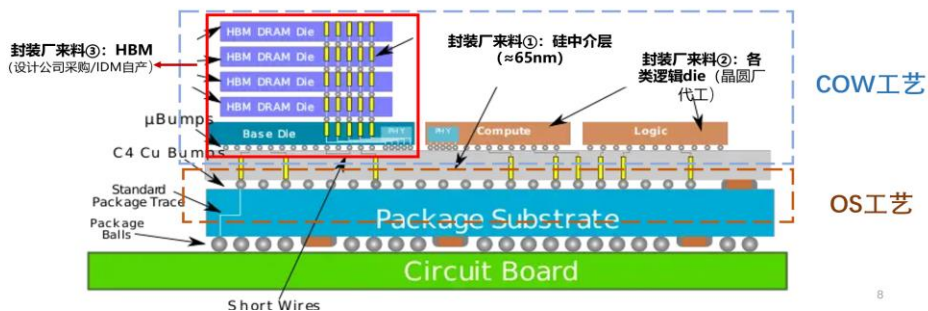 HBM DRAM Die
封装厂来料③：HBM
（设计公司采购/IDM自产）
HBM DRAM Die
HBM DRAM Die
HBM DRAM Die
封装厂来料①：硅中介层
(≈65nm)
封装厂来料②：各
类逻辑die（晶圆厂
代工）
COW工艺
μBumps
Base Die
PHY
PHY
Compute
Logic
C4 Cu Bumps
Standard
Package Trace
Package
Balls
Package Substrate
OS工艺
Circuit Board
Short Wires
8